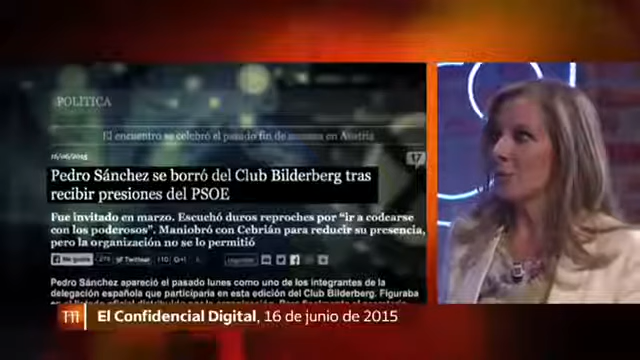 POLÍTICA
El encuentro se celebró el pasado fin de semana en Austria
16/06/2015
17
Pedro Sánchez se borró del Club Bilderberg tras
recibir presiones del PSOE
Fue invitado en marzo. Escuchó duros reproches por "ir a codearse
con los poderosos". Maniobró con Cebrián para reducir su presencia,
pero la organización no se lo permitió
Me gusta
Twittear
Pedro Sánchez apareció el pasado lunes como uno de los integrantes de la
delegación española que participaría en esta edición del Club Bilderberg. Figuraba
El Confidencial Digital, 16 de junio de 2015